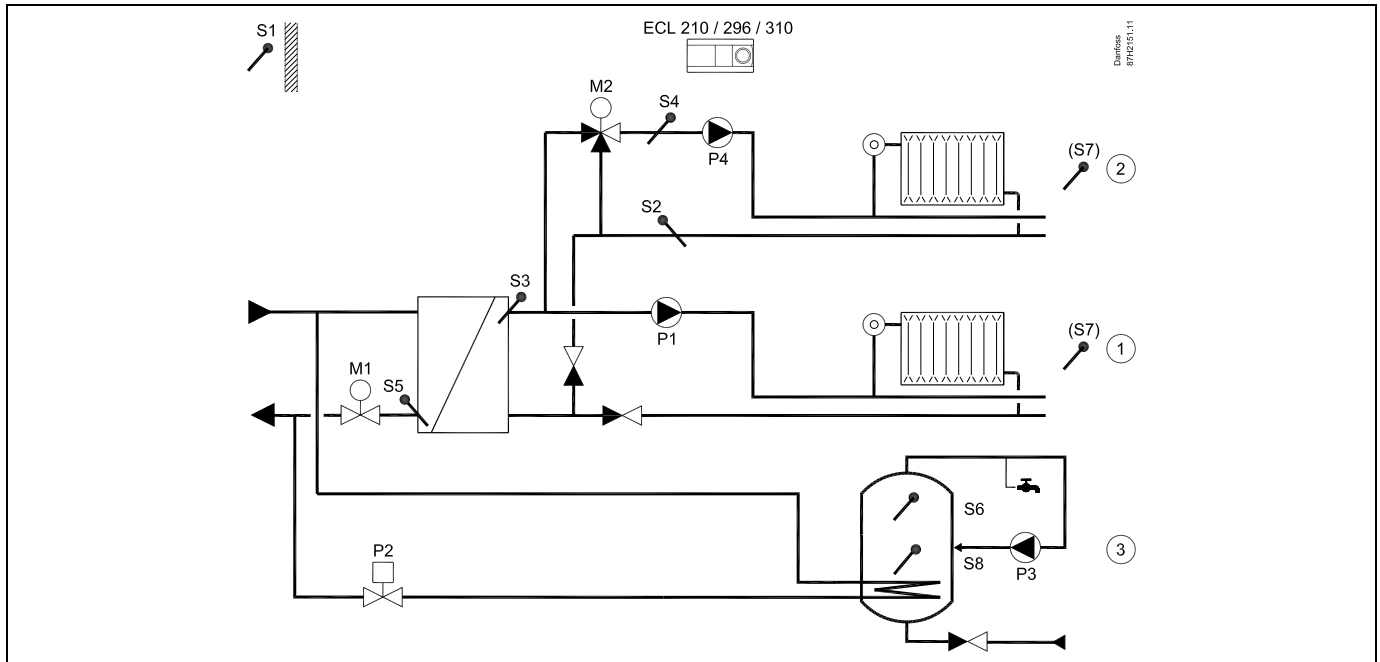 S1
ECL 210 / 296 / 310
Danfoss
87H2151.11
M2
S4
P4
(S7)
2
S2
S3
P1
(S7)
1
M1
S5
S6
P2
S8
P3
3